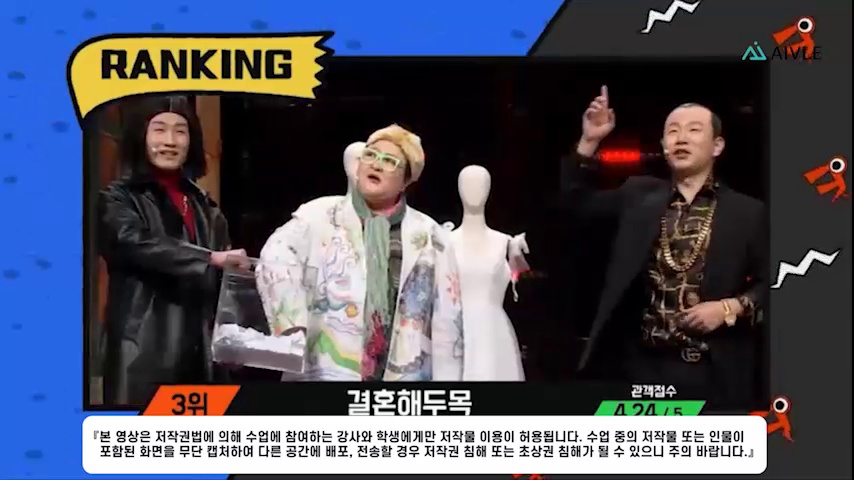 RANKING
AIVLE
3위
결혼해두목
관객점수
4.24 / 5
『본 영상은 저작권법에 의해 수업에 참여하는 강사와 학생에게만 저작물 이용이 허용됩니다. 수업 중의 저작물 또는 인물이
포함된 화면을 무단 캡처하여 다른 공간에 배포, 전송할 경우 저작권 침해 또는 초상권 침해가 될 수 있으니 주의 바랍니다.』